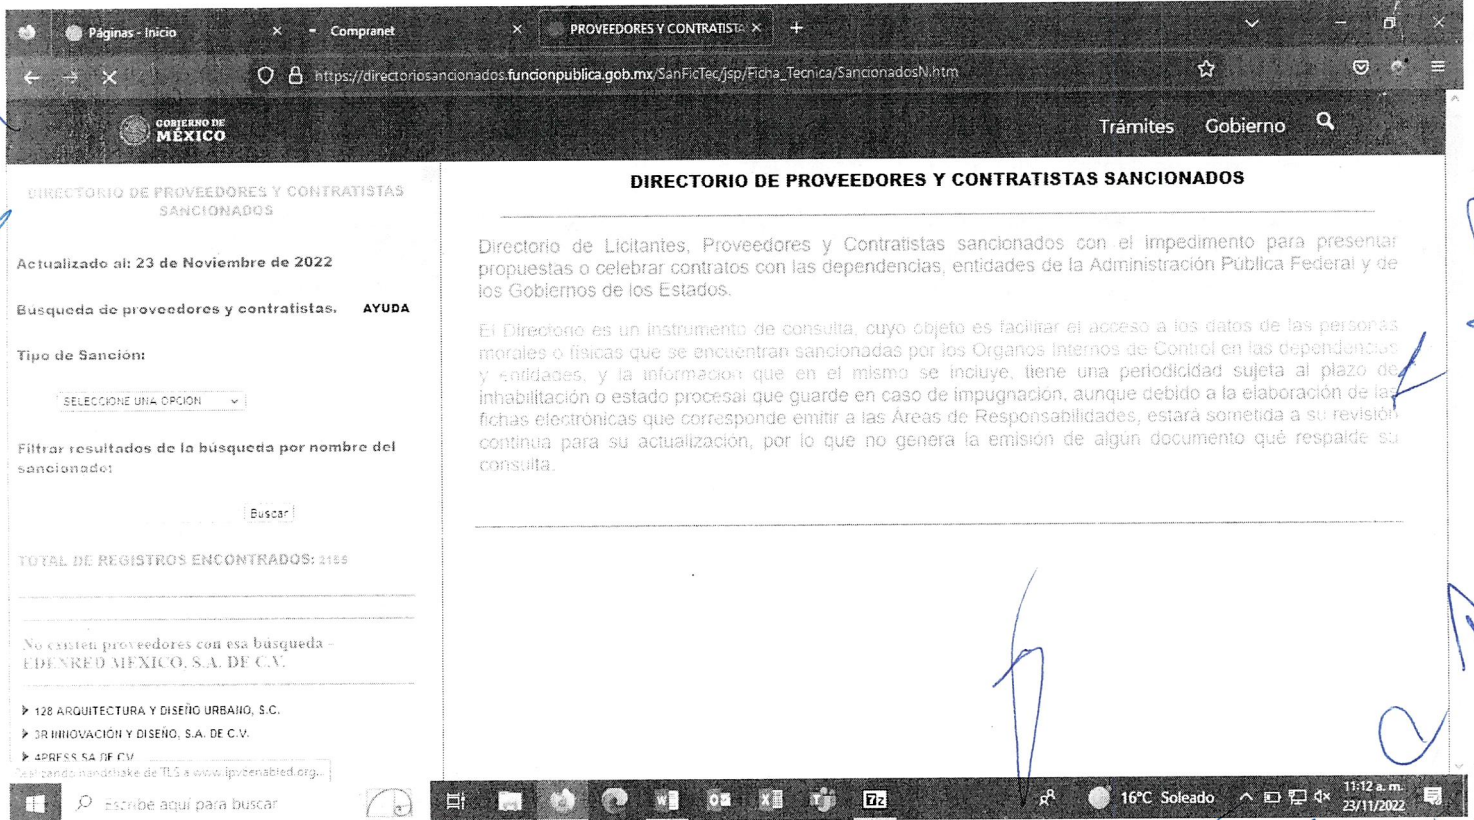 Páginas - Inicio
Compranet
PROVEEDORES Y CONTRATISTA
https://directoriosancionados.funcionpublica.gob.mx/SanFicTec/jsp/Ficha_Tecnica/SancionadosN.htm
GOBIERNO DE
MÉXICO
Trámites Gobierno
DIRECTORIO DE PROVEEDORES Y CONTRATISTAS
SANCIONADOS
Actualizado al: 23 de Noviembre de 2022
Búsqueda de proveedores y contratistas. AYUDA
Tipo de Sanción:
SELECCIONE UNA OPCION
Filtrar resultados de la búsqueda por nombre del
sancionado:
Buscar
TOTAL DE REGISTROS ENCONTRADOS: 2155
No existen proveedores con esa búsqueda -
EDENRED MEXICO, S.A. DE C.V.
128 ARQUITECTURA Y DISEÑO URBANO, S.C.
3R INNOVACIÓN Y DISEÑO, S.A. DE C.V.
4PRESS SA DE CV
Realizando handshake de TLS a www.ipv6enabled.org...
DIRECTORIO DE PROVEEDORES Y CONTRATISTAS SANCIONADOS
Directorio de Licitantes, Proveedores y Contratistas sancionados con el impedimento para presentar
propuestas o celebrar contratos con las dependencias, entidades de la Administración Pública Federal y de
los Gobiernos de los Estados.
El Directorio es un instrumento de consulta, cuyo objeto es facilitar el acceso a los datos de las personas
morales o físicas que se encuentran sancionadas por los Órganos Internos de Control en las dependencias
y entidades, y la información que en el mismo se incluye, tiene una periodicidad sujeta al plazo de
inhabilitación o estado procesal que guarde en caso de impugnación, aunque debido a la elaboración de las
fichas electrónicas que corresponde emitir a las Áreas de Responsabilidades, estará sometida a su revisión
continua para su actualización, por lo que no genera la emisión de algún documento qué respalde su
consulta.
Escribe aquí para buscar
16°C Soleado
11:12 a. m.
23/11/2022